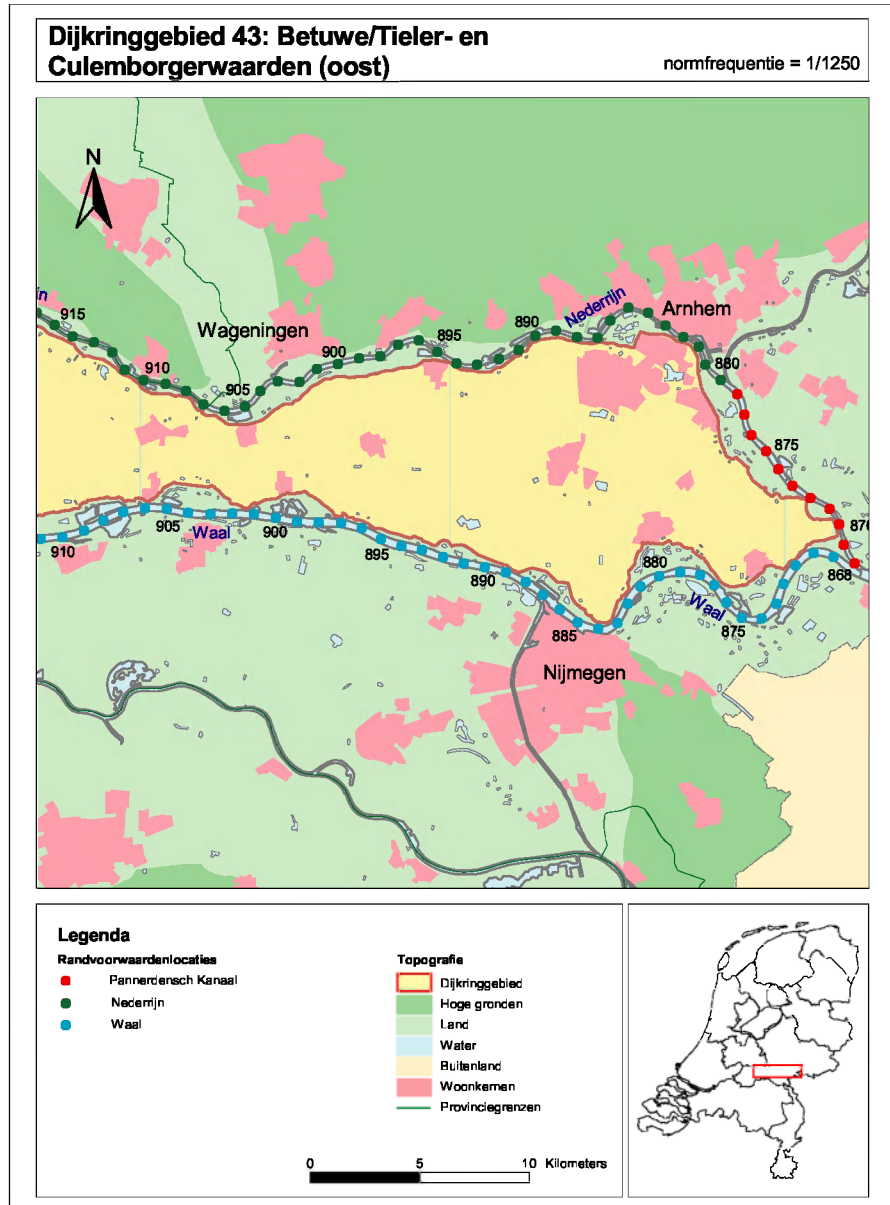 Dijkringgebied 43: Betuwe/Tieler- en
Culemborgerwaarden (oost)
normfrequentie = 1/1250
N
in
915
Wageningen
910
905
900
895
890
Nederrijn
Arnhem
880
875
870
868
910
905
Waal
900
895
890
885
880
Waal
875
Nijmegen
Legenda
Randvoorwaardenlocaties
Pannerdensch Kanaal
Nederrijn
Waal
Topografie
Dijkringgebied
Hoge gronden
Land
Water
Buitenland
Woonkernen
Provinciegrenzen
0 5 10 Kilometers